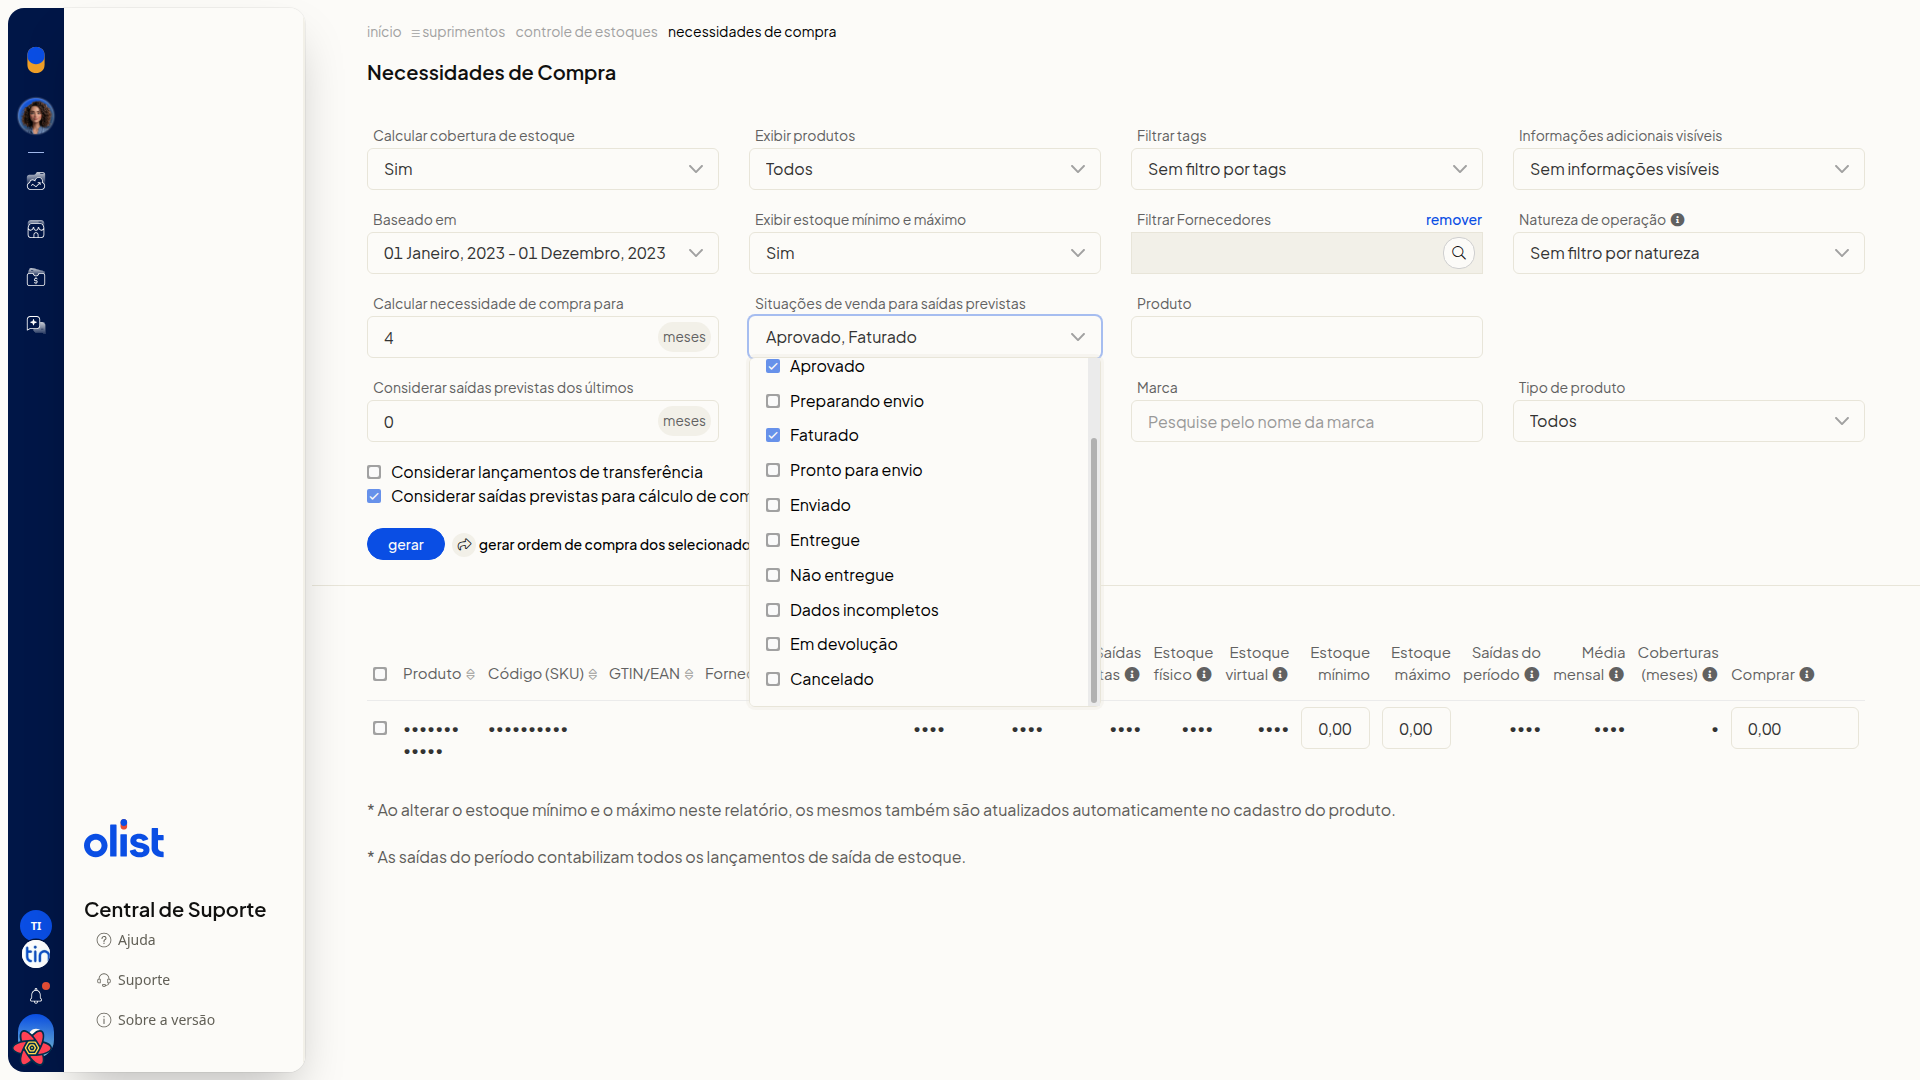 início suprimentos controle de estoques necessidades de compra
Necessidades de Compra
Calcular cobertura de estoque
Sim
Exibir produtos
Todos
Filtrar tags
Sem filtro por tags
Informações adicionais visíveis
Sem informações visíveis
Baseado em
01 Janeiro, 2023 - 01 Dezembro, 2023
Exibir estoque mínimo e máximo
Sim
Filtrar Fornecedores
remover
Natureza de operação
Sem filtro por natureza
Calcular necessidade de compra para
4
meses
Situações de venda para saídas previstas
Aprovado, Faturado
Produto
Considerar saídas previstas dos últimos
0
meses
Marca
Pesquise pelo nome da marca
Tipo de produto
Todos
Aprovado
Preparando envio
Faturado
Pronto para envio
Enviado
Entregue
Não entregue
Dados incompletos
Em devolução
Cancelado
Considerar lançamentos de transferência
Considerar saídas previstas para cálculo de com
gerar
gerar ordem de compra dos selecionado
Produto
Código (SKU)
GTIN/EAN
Fornec
Saídas
tas
Estoque
físico
Estoque
virtual
Estoque
mínimo
Estoque
máximo
Saídas do
período
Média
mensal
Coberturas
(meses)
Comprar
0,00
0,00
0,00
* Ao alterar o estoque mínimo e o máximo neste relatório, os mesmos também são atualizados automaticamente no cadastro do produto.
* As saídas do período contabilizam todos os lançamentos de saída de estoque.
olist
Central de Suporte
Ajuda
Suporte
Sobre a versão
TI
tin